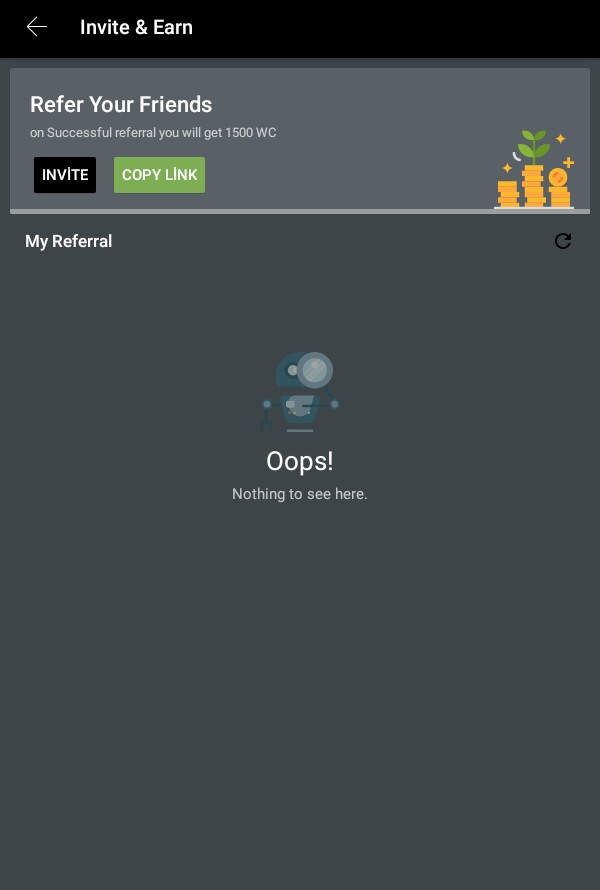 Invite & Earn
Refer Your Friends
on Successful referral you will get 1500 WC
INVİTE
COPY LİNK
My Referral
Oops!
Nothing to see here.